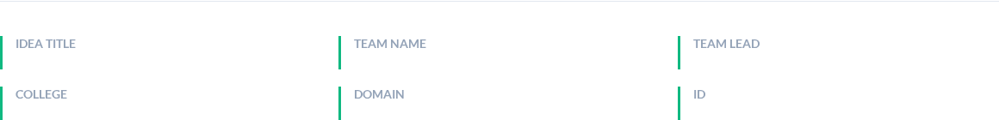 IDEA TITLE
TEAM NAME
TEAM LEAD
COLLEGE
DOMAIN
ID